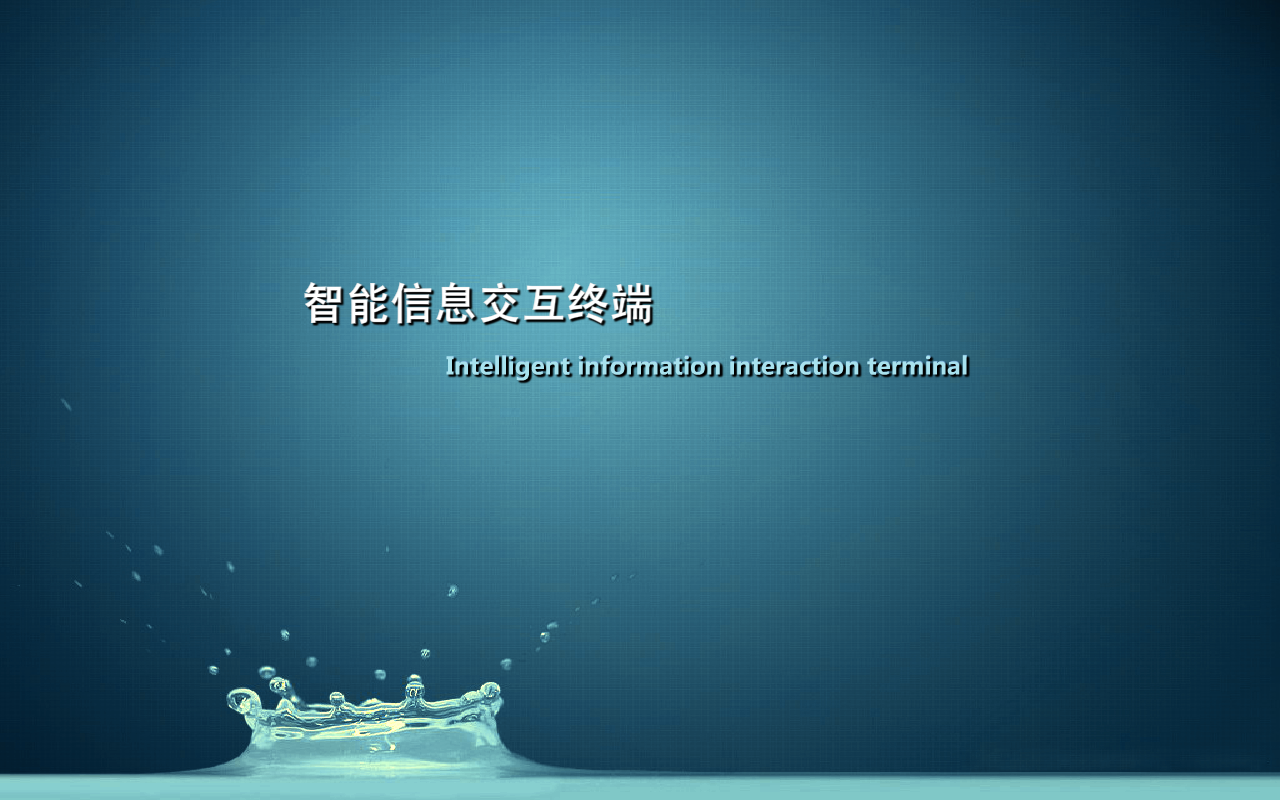 智能信息交互终端
Intelligent information interaction terminal